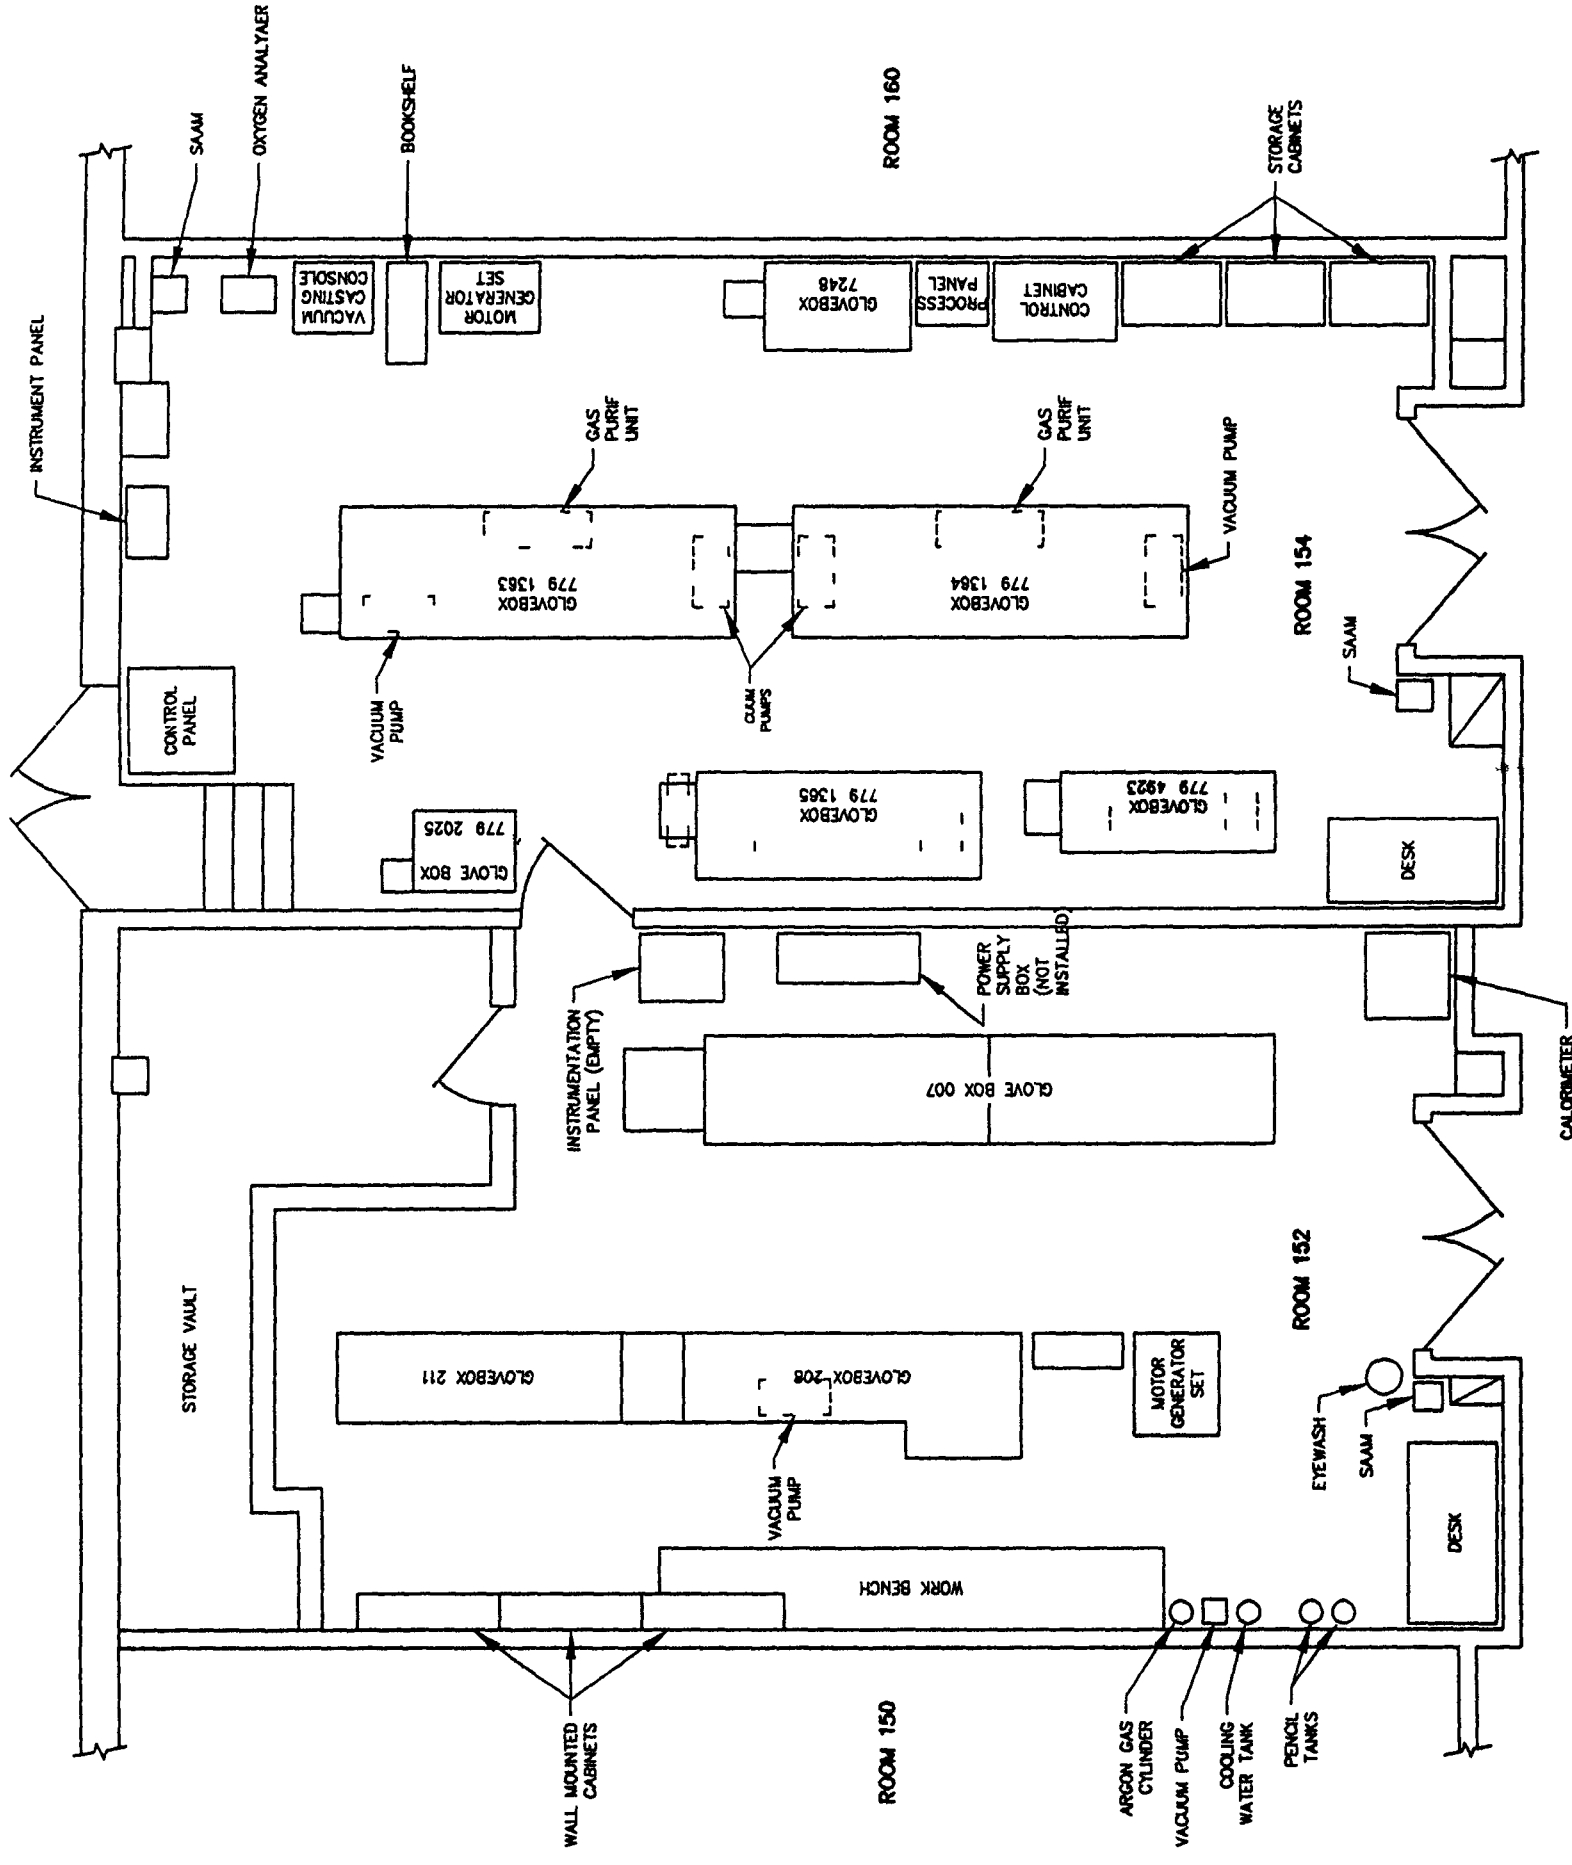 INSTRUMENT PANEL
SAAM
OXYGEN ANALYAER
BOOKSHELF
ROOM 160
STORAGE
CABINETS
VACUUM
CASTING
CONSOLE
MOTOR
GENERATOR
SET
GLOVEBOX
7248
PROCESS
PANEL
CONTROL
CABINET
GAS
PURIF
UNIT
GAS
PURIF
UNIT
VACUUM PUMP
GLOVEBOX
779 1363
GLOVEBOX
779 1364
ROOM 154
SAAM
CONTROL
PANEL
VACUUM
PUMP
CUUM
PUMPS
GLOVE BOX
779 2025
GLOVEBOX
779 1365
GLOVEBOX
779 4923
DESK
INSTRUMENTATION
PANEL (EMPTY)
POWER
SUPPLY
BOX
(NOT
INSTALLED)
GLOVE BOX 007
CALORIMETER
STORAGE VAULT
ROOM 152
GLOVEBOX 211
GLOVEBOX 208
MOTOR
GENERATOR
SET
VACUUM
PUMP
EYEWASH
SAAM
DESK
WORK BENCH
WALL MOUNTED
CABINETS
ROOM 150
ARGON GAS
CYLINDER
VACUUM PUMP
COOLING
WATER TANK
PENCIL
TANKS